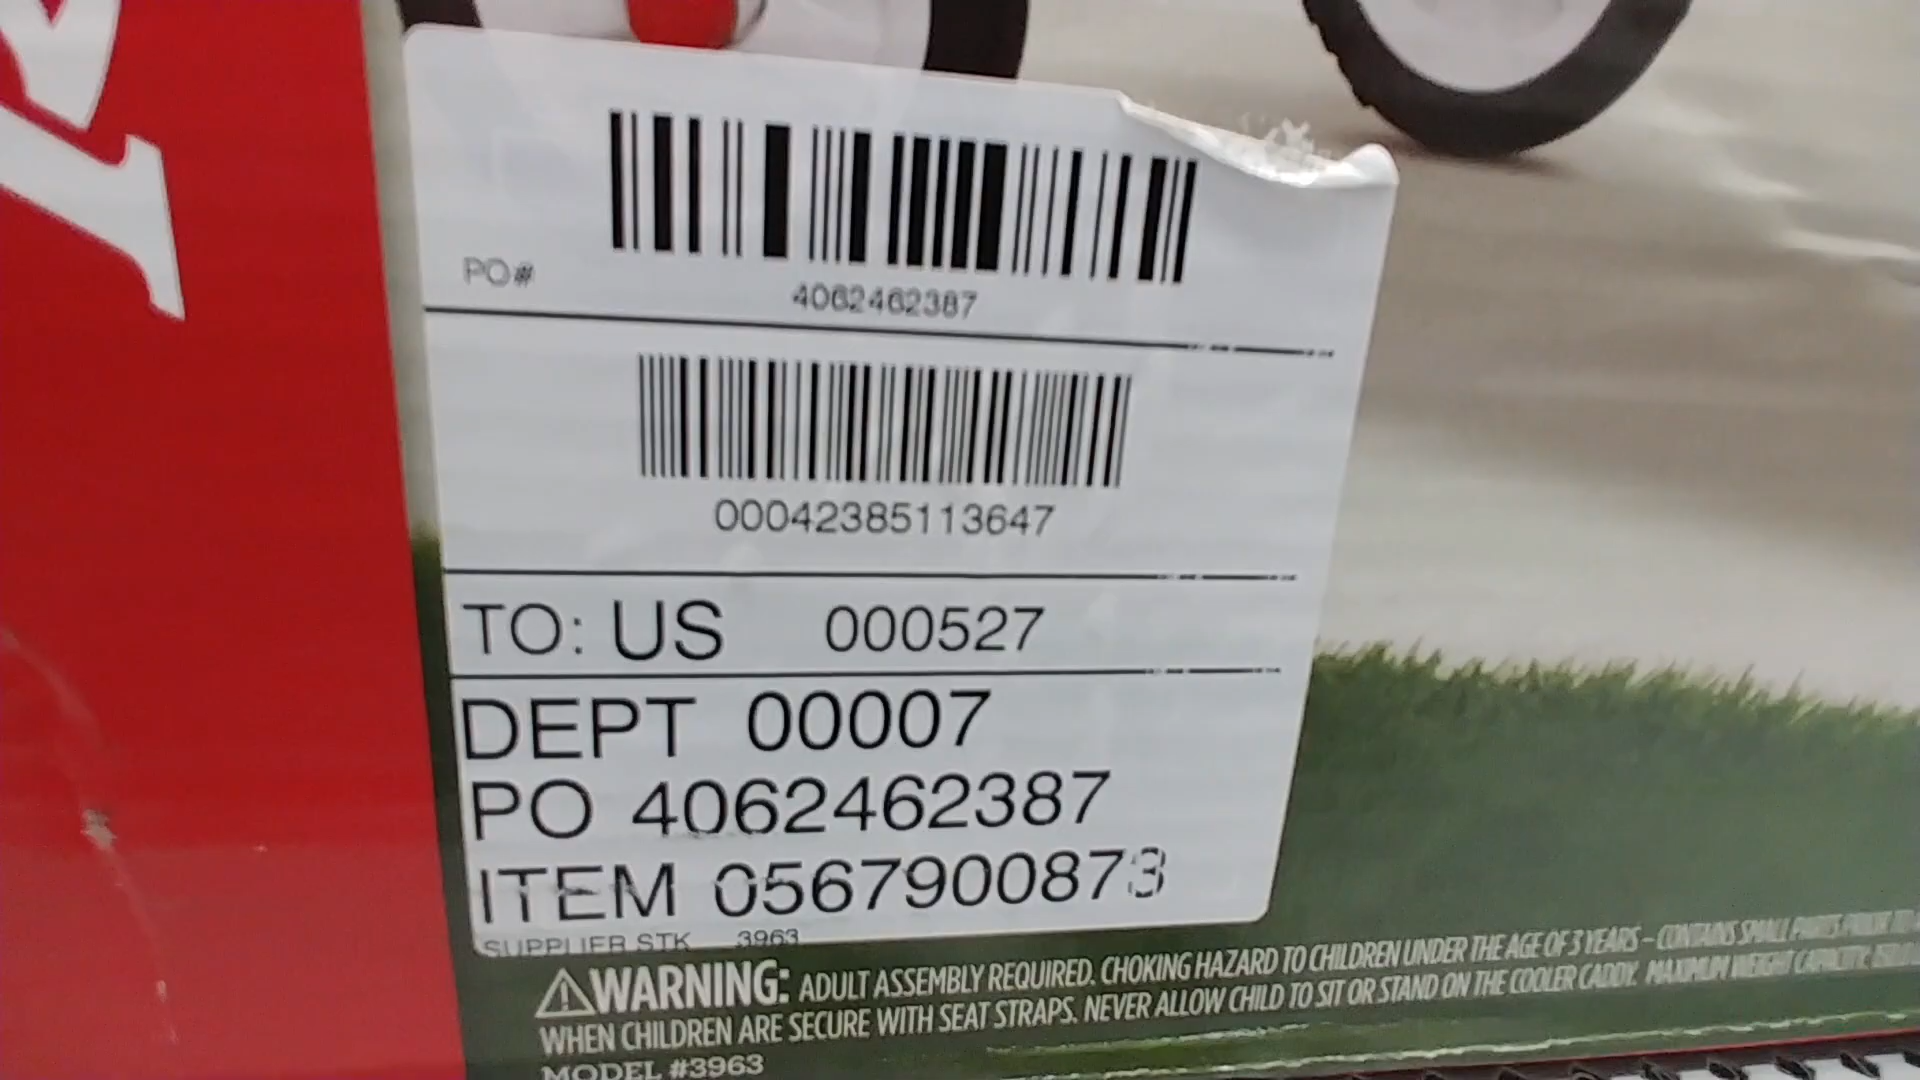 PO#
4062462387
00042385113647
TO: US 000527
DEPT 00007
PO 4062462387
ITEM 0567900873
SUPPLIER STK 3963
WARNING: ADULT ASSEMBLY REQUIRED. CHOKING HAZARD TO CHILDREN UNDER THE AGE OF 3 YEARS – CONTAINS SMALL PARTS PRIOR TO
WHEN CHILDREN ARE SECURE WITH SEAT STRAPS. NEVER ALLOW CHILD TO SIT OR STAND ON THE COOLER CADDY. MAXIMUM WEIGHT CAPACITY:
MODEL #3963